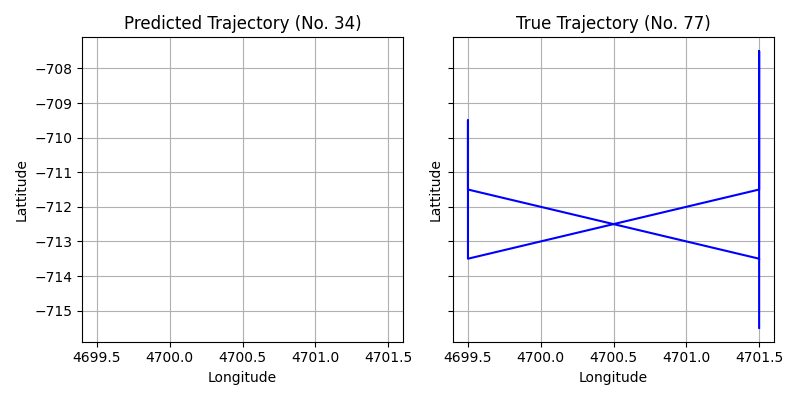 Predicted Trajectory (No. 34)
True Trajectory (No. 77)
−708
−709
−710
−711
−712
−713
−714
−715
Lattitude
Lattitude
4699.5 4700.0 4700.5 4701.0 4701.5
4699.5 4700.0 4700.5 4701.0 4701.5
Longitude
Longitude